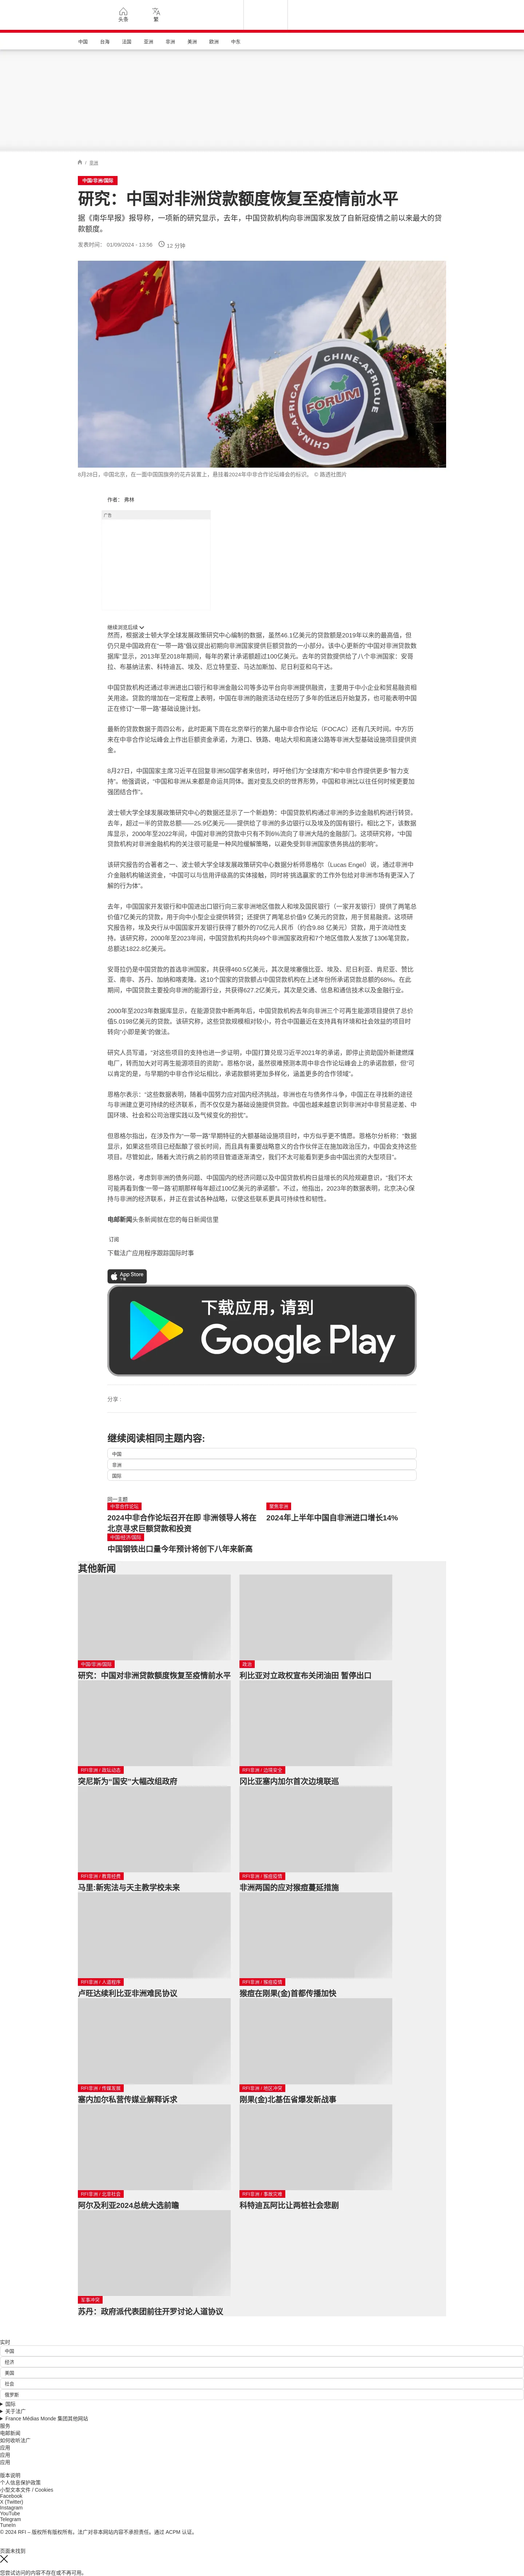 头条
繁
中国
台海
法国
亚洲
非洲
美洲
欧洲
中东
/ 非洲
中国/非洲/国际
研究：中国对非洲贷款额度恢复至疫情前水平
据《南华早报》报导称，一项新的研究显示，去年，中国贷款机构向非洲国家发放了自新冠疫情之前以来最大的贷款额度。
发表时间： 01/09/2024 - 13:56
12 分钟
CHINE-AFRIQUE
FORUM
CHINA-AFRICA
8月28日，中国北京，在一面中国国旗旁的花卉装置上，悬挂着2024年中非合作论坛峰会的标识。 © 路透社图片
作者： 弗林
广告
继续浏览后续
然而，根据波士顿大学全球发展政策研究中心编制的数据，虽然46.1亿美元的贷款额是2019年以来的最高值，但仍只是中国政府在"一带一路"倡议提出初期向非洲国家提供巨额贷款的一小部分。该中心更新的"中国对非洲贷款数据库"显示，2013年至2018年期间，每年的累计承诺额超过100亿美元。去年的贷款提供给了八个非洲国家：安哥拉、布基纳法索、科特迪瓦、埃及、厄立特里亚、马达加斯加、尼日利亚和乌干达。
中国贷款机构还通过非洲进出口银行和非洲金融公司等多边平台向非洲提供融资，主要用于中小企业和贸易融资相关用途。贷款的增加在一定程度上表明，中国在非洲的融资活动在经历了多年的低迷后开始复苏，也可能表明中国正在修订"一带一路"基础设施计划。
最新的贷款数据于周四公布，此时距离下周在北京举行的第九届中非合作论坛（FOCAC）还有几天时间。中方历来在中非合作论坛峰会上作出巨额资金承诺，为港口、铁路、电站大坝和高速公路等非洲大型基础设施项目提供资金。
8月27日，中国国家主席习近平在回复非洲50国学者来信时，呼吁他们为"全球南方"和中非合作提供更多"智力支持"。他强调说，"中国和非洲从来都是命运共同体。面对变乱交织的世界形势，中国和非洲比以往任何时候更要加强团结合作"。
波士顿大学全球发展政策研究中心的数据还显示了一个新趋势：中国贷款机构通过非洲的多边金融机构进行转贷。去年，超过一半的贷款总额——25.9亿美元——提供给了非洲的多边银行以及埃及的国有银行。相比之下，该数据库显示，2000年至2022年间，中国对非洲的贷款中只有不到6%流向了非洲大陆的金融部门。这项研究称，"中国贷款机构对非洲金融机构的关注很可能是一种风险缓解策略，以避免受到非洲国家债务挑战的影响"。
该研究报告的合著者之一、波士顿大学全球发展政策研究中心数据分析师恩格尔（Lucas Engel）说，通过非洲中介金融机构输送资金，"中国可以与信用评级高的实体接触，同时将'挑选赢家'的工作外包给对非洲市场有更深入了解的行为体"。
去年，中国国家开发银行和中国进出口银行向三家非洲地区借款人和埃及国民银行（一家开发银行）提供了两笔总价值7亿美元的贷款，用于向中小型企业提供转贷；还提供了两笔总价值9 亿美元的贷款，用于贸易融资。这项研究报告称，埃及央行从中国国家开发银行获得了额外的70亿元人民币（约合9.88 亿美元）贷款，用于流动性支持。该研究称，2000年至2023年间，中国贷款机构共向49个非洲国家政府和7个地区借款人发放了1306笔贷款，总额达1822.8亿美元。
安哥拉仍是中国贷款的首选非洲国家，共获得460.5亿美元，其次是埃塞俄比亚、埃及、尼日利亚、肯尼亚、赞比亚、南非、苏丹、加纳和喀麦隆。这10个国家的贷款额占中国贷款机构在上述年份所承诺贷款总额的68%。在此期间，中国贷款主要投向非洲的能源行业，共获得627.2亿美元，其次是交通、信息和通信技术以及金融行业。
2000年至2023年数据库显示，在能源贷款中断两年后，中国贷款机构去年向非洲三个可再生能源项目提供了总价值5.0198亿美元的贷款。该研究称，这些贷款规模相对较小，符合中国最近在支持具有环境和社会效益的项目时转向"小即是美"的做法。
研究人员写道，"对这些项目的支持也进一步证明，中国打算兑现习近平2021年的承诺，即停止资助国外新建燃煤电厂，转而加大对可再生能源项目的资助"。恩格尔说，虽然很难预测本周中非合作论坛峰会上的承诺款额，但"可以肯定的是，与早期的中非合作论坛相比，承诺款额将更加多样化，涵盖更多的合作领域"。
恩格尔表示："这些数据表明，随着中国努力应对国内经济挑战，非洲也在与债务作斗争，中国正在寻找新的途径与非洲建立更可持续的经济联系，而不仅仅是为基础设施提供贷款。中国也越来越意识到非洲对中非贸易逆差、中国环境、社会和公司治理实践以及气候变化的担忧"。
但恩格尔指出，在涉及作为"一带一路"早期特征的大额基础设施项目时，中方似乎更不情愿。恩格尔分析称："数据显示，如果这些项目已经酝酿了很长时间，而且具有重要战略意义的合作伙伴正在施加政治压力，中国会支持这些项目。尽管如此，随着大流行病之前的项目管道逐渐清空，我们不太可能看到更多由中国出资的大型项目"。
恩格尔说，考虑到非洲的债务问题、中国国内的经济问题以及中国贷款机构日益增长的风险规避意识，"我们不太可能再看到像'一带一路'初期那样每年超过100亿美元的承诺额"。不过，他指出，2023年的数据表明，北京决心保持与非洲的经济联系，并正在尝试各种战略，以使这些联系更具可持续性和韧性。
电邮新闻头条新闻就在您的每日新闻信里
订阅
下载法广应用程序跟踪国际时事
App Store
下载
下载应用，请到
Google Play
分享 :
继续阅读相同主题内容:
中国
非洲
国际
同一主题
中非合作论坛
2024中非合作论坛召开在即 非洲领导人将在北京寻求巨额贷款和投资
聚焦非洲
2024年上半年中国自非洲进口增长14%
中国/经济/国际
中国钢铁出口量今年预计将创下八年来新高
其他新闻
中国/非洲/国际
研究：中国对非洲贷款额度恢复至疫情前水平
政治
利比亚对立政权宣布关闭油田 暂停出口
RFI非洲 / 政坛动态
突尼斯为“国安”大幅改组政府
RFI非洲 / 边境安全
冈比亚塞内加尔首次边境联巡
RFI非洲 / 教育经费
马里:新宪法与天主教学校未来
RFI非洲 / 猴痘疫情
非洲两国的应对猴痘蔓延措施
RFI非洲 / 人道程序
卢旺达续利比亚非洲难民协议
RFI非洲 / 猴痘疫情
猴痘在刚果(金)首都传播加快
RFI非洲 / 传媒发展
塞内加尔私营传媒业解释诉求
RFI非洲 / 地区冲突
刚果(金)北基伍省爆发新战事
RFI非洲 / 北非社会
阿尔及利亚2024总统大选前瞻
RFI非洲 / 事故灾难
科特迪瓦阿比让两桩社会悲剧
军事冲突
苏丹：政府派代表团前往开罗讨论人道协议
实时
中国
经济
美国
社会
俄罗斯
国际
关于法广
France Médias Monde 集团其他网站
服务
电邮新闻
如何收听法广
应用
应用
应用
版本说明
个人信息保护政策
小型文本文件 / Cookies
Facebook
X (Twitter)
Instagram
YouTube
Telegram
TuneIn
© 2024 RFI – 版权所有版权所有。法广对非本网站内容不承担责任。通过 ACPM 认证。
页面未找到
您尝试访问的内容不存在或不再可用。